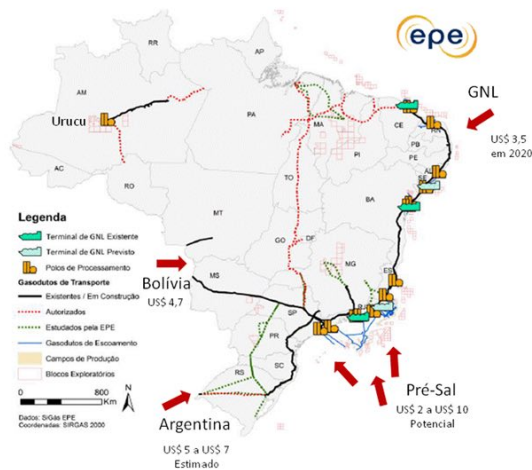 epe
GNL
US$ 3,5
em 2020
RR
AP
AM
Urucu
PA
MA
CE
RN
PB
PE
AL
SE
PI
AC
RO
TO
BA
MT
GO
DF
MG
ES
MS
SP
RJ
PR
SC
RS
Legenda
Terminal de GNL Existente
Terminal de GNL Previsto
Polos de Processamento
Gasodutos de Transporte
Existentes / Em Construção
Autorizados
Estudados pela EPE
Gasodutos de Escoamento
Campos de Produção
Blocos Exploratórios
0
400
800
Km
N
Dados: SIGás EPE
Coordenadas: SIRGAS 2000
Bolívia
US$ 4,7
Argentina
US$ 5 a US$ 7
Estimado
Pré-Sal
US$ 2 a US$ 10
Potencial